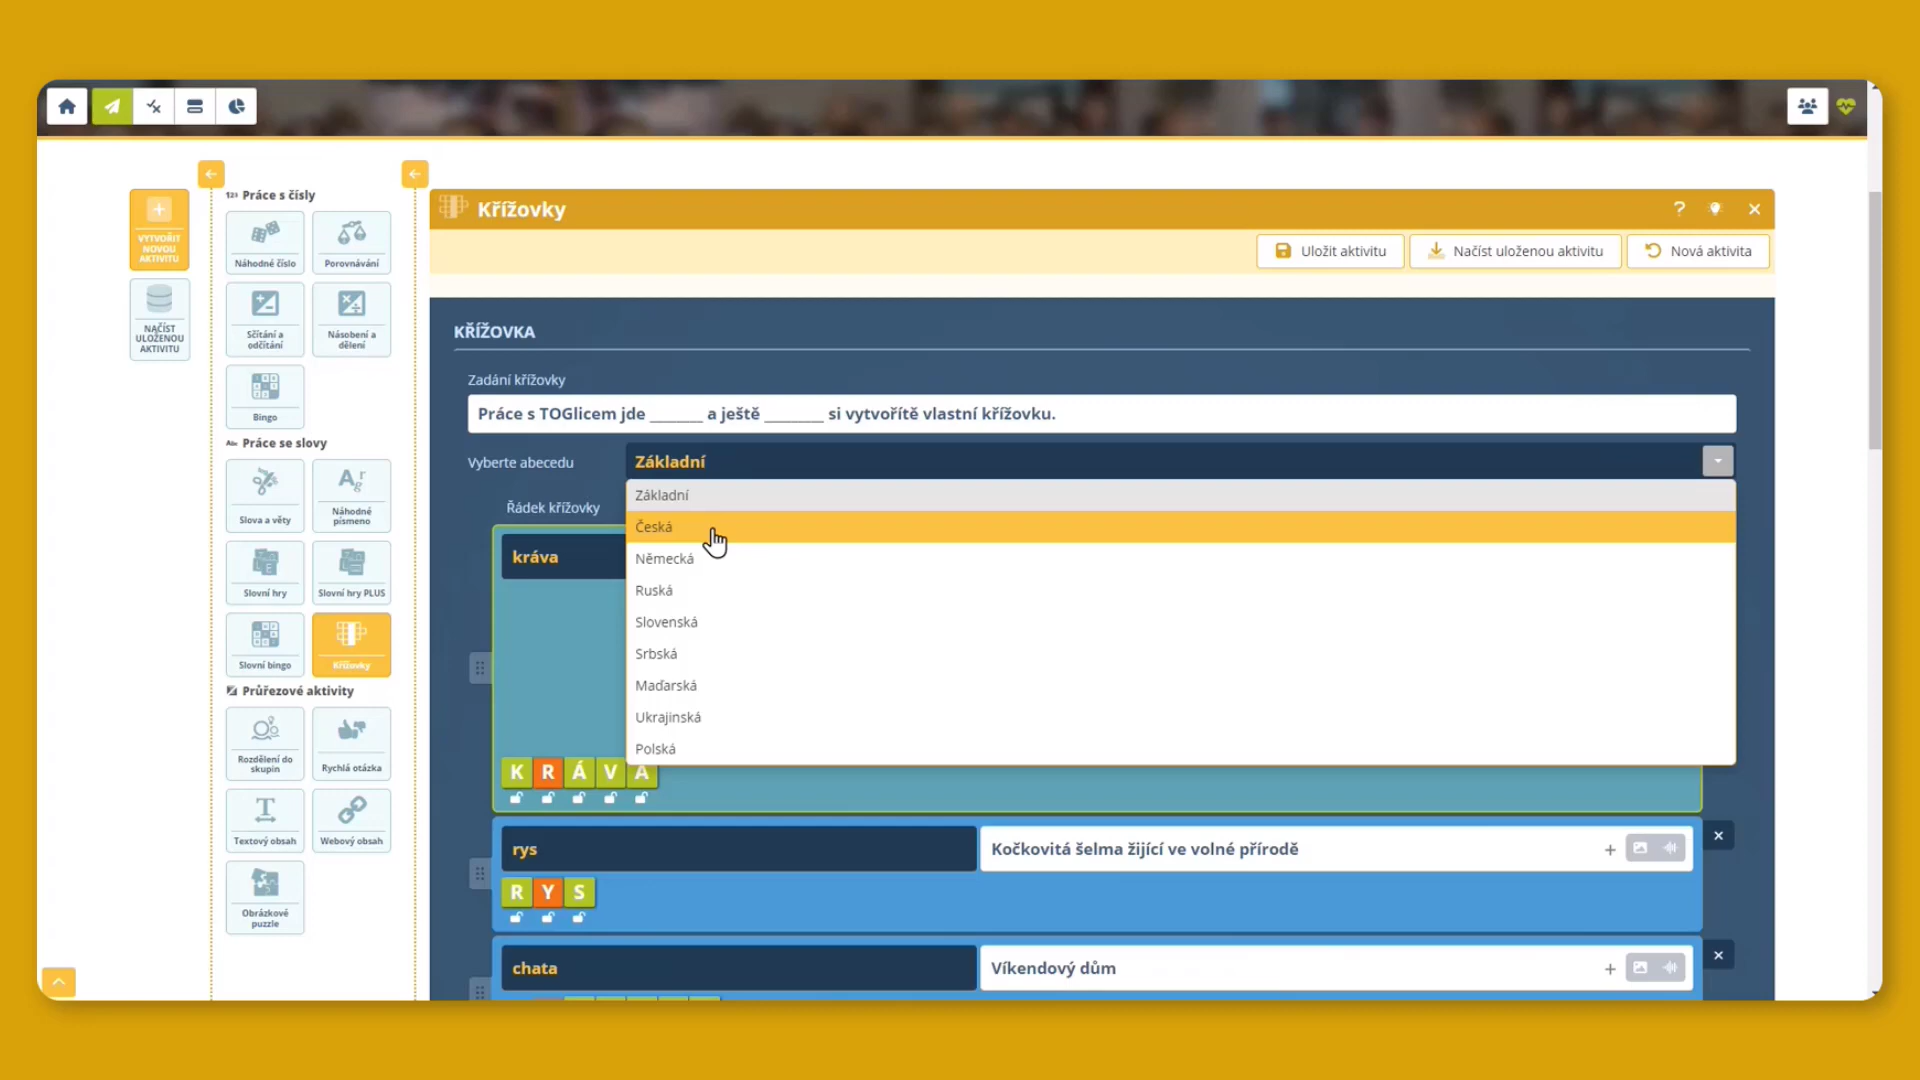 VYTVOŘIT
NOVOU
AKTIVITU
NAČÍST
ULOŽENOU
AKTIVITU
123 Práce s čísly
Náhodné číslo
Porovnávání
Sčítání a
odčítání
Násobení a
dělení
Bingo
Abc Práce se slovy
Slova a věty
Náhodné
písmeno
Slovní hry
Slovní hry PLUS
Slovní bingo
Křížovky
Průřezové aktivity
Rozdělení do
skupin
Rychlá otázka
Textový obsah
Webový obsah
Obrázkové
puzzle
Křížovky
?
Uložit aktivitu
Načíst uloženou aktivitu
Nová aktivita
KŘÍŽOVKA
Zadání křížovky
Práce s TOGlicem jde _______ a ještě ________ si vytvoříte vlastní křížovku.
Vyberte abecedu
Základní
Základní
Česká
Německá
Ruská
Slovenská
Srbská
Maďarská
Ukrajinská
Polská
Řádek křížovky
kráva
K R Á V A
rys
Kočkovitá šelma žijící ve volné přírodě
R Y S
chata
Víkendový dům